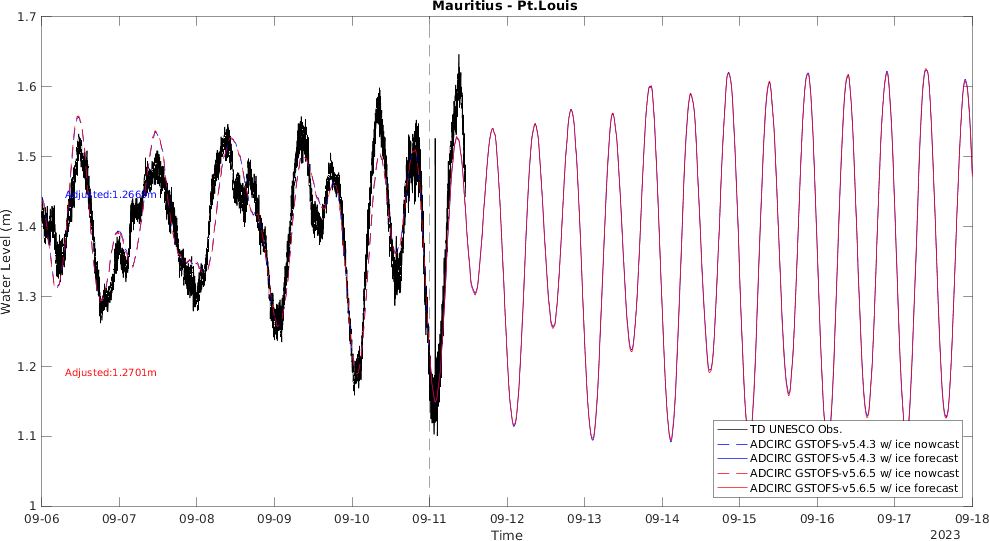 Mauritius - Pt.Louis
1.7
1.6
1.5
1.4
1.3
1.2
1.1
1
Water Level (m)
Adjusted:1.2669m
Adjusted:1.2701m
TD UNESCO Obs.
ADCIRC GSTOFS-v5.4.3 w/ ice nowcast
ADCIRC GSTOFS-v5.4.3 w/ ice forecast
ADCIRC GSTOFS-v5.6.5 w/ ice nowcast
ADCIRC GSTOFS-v5.6.5 w/ ice forecast
09-06 09-07 09-08 09-09 09-10 09-11 09-12 09-13 09-14 09-15 09-16 09-17 09-18
Time
2023